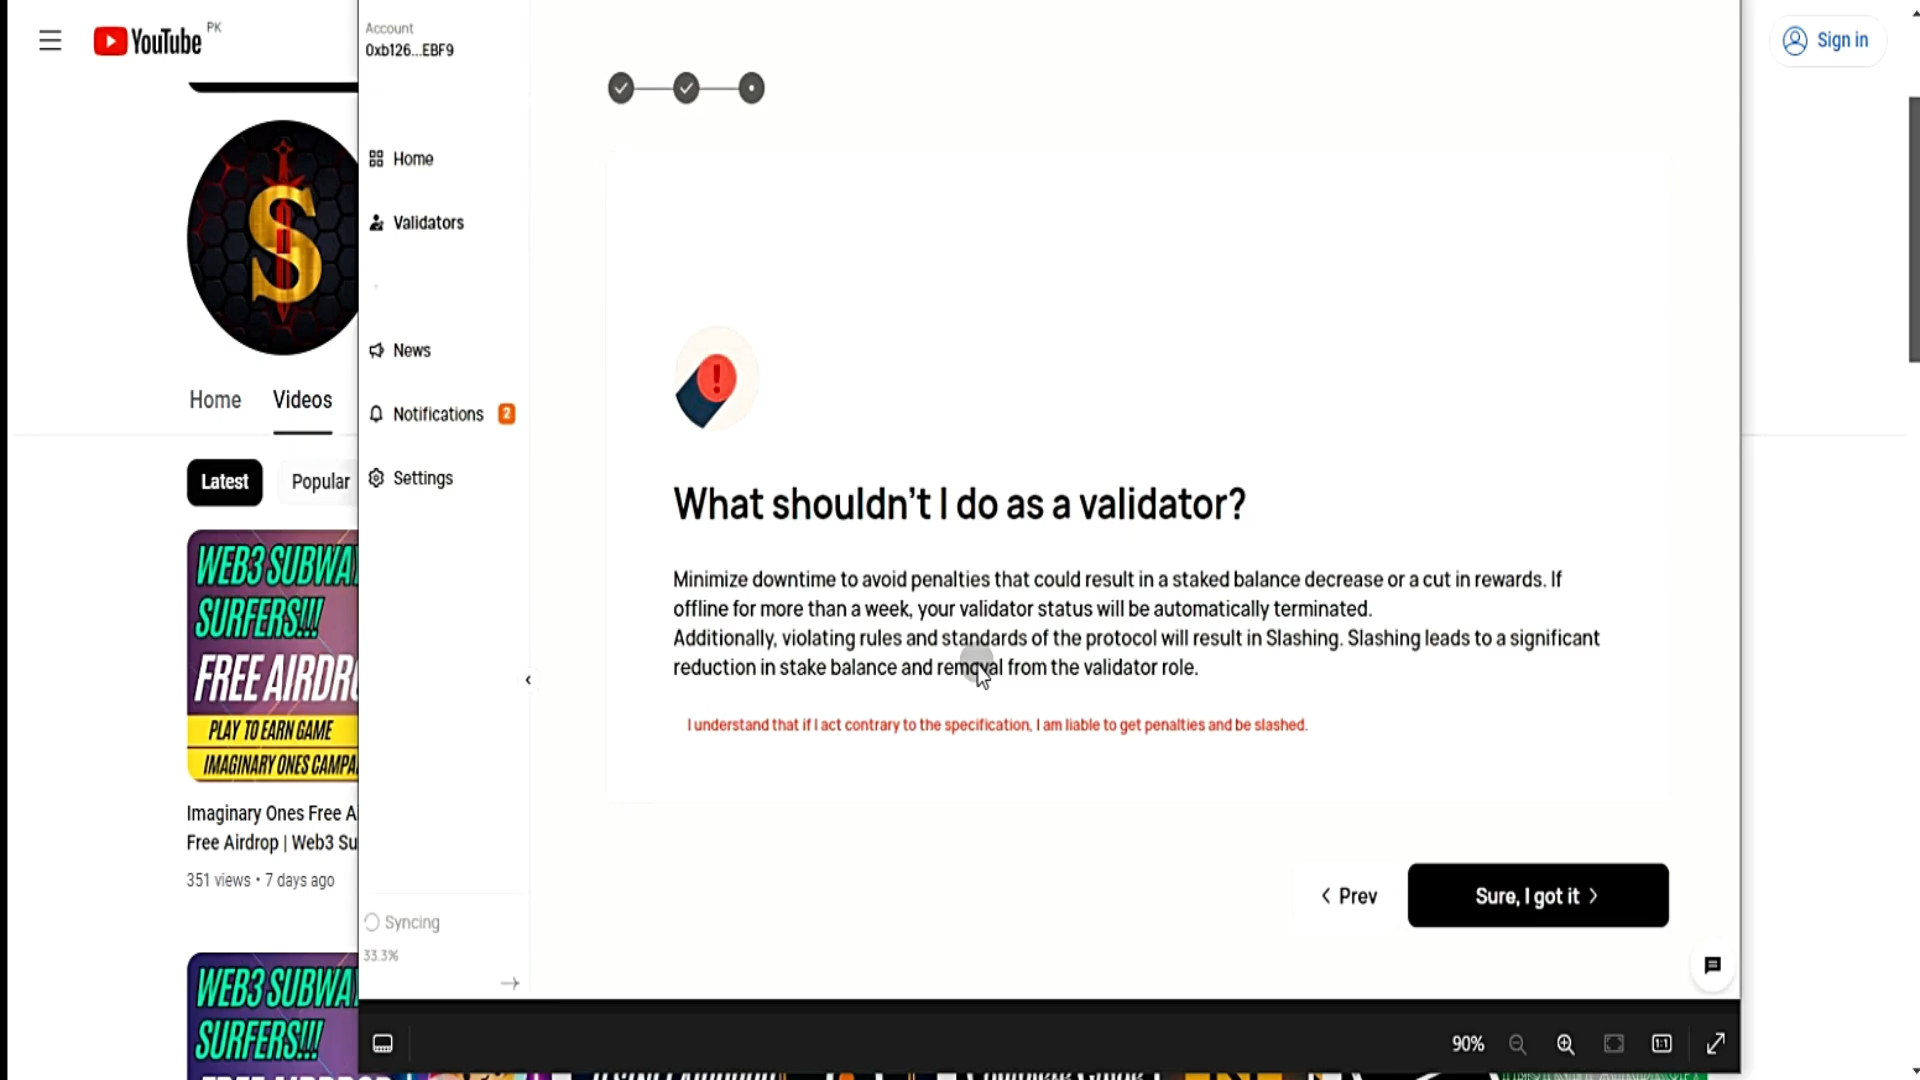 YouTube PK
Sign in
Home
Videos
Latest
Popular
WEB3 SUBWA
SURFERS!!!
FREE AIRDR
PLAY TO EARN GAME
IMAGINARY ONES CAMPA
Imaginary Ones Free A
Free Airdrop | Web3 Su
351 views • 7 days ago
WEB3 SUBWA
SURFERS!!!
Account
0xb126...EBF9
Home
Validators
News
Notifications 2
Settings
Syncing
33.3%
What shouldn't I do as a validator?
Minimize downtime to avoid penalties that could result in a staked balance decrease or a cut in rewards. If
offline for more than a week, your validator status will be automatically terminated.
Additionally, violating rules and standards of the protocol will result in Slashing. Slashing leads to a significant
reduction in stake balance and removal from the validator role.
I understand that if I act contrary to the specification, I am liable to get penalties and be slashed.
Prev
Sure, I got it
90%
1:1